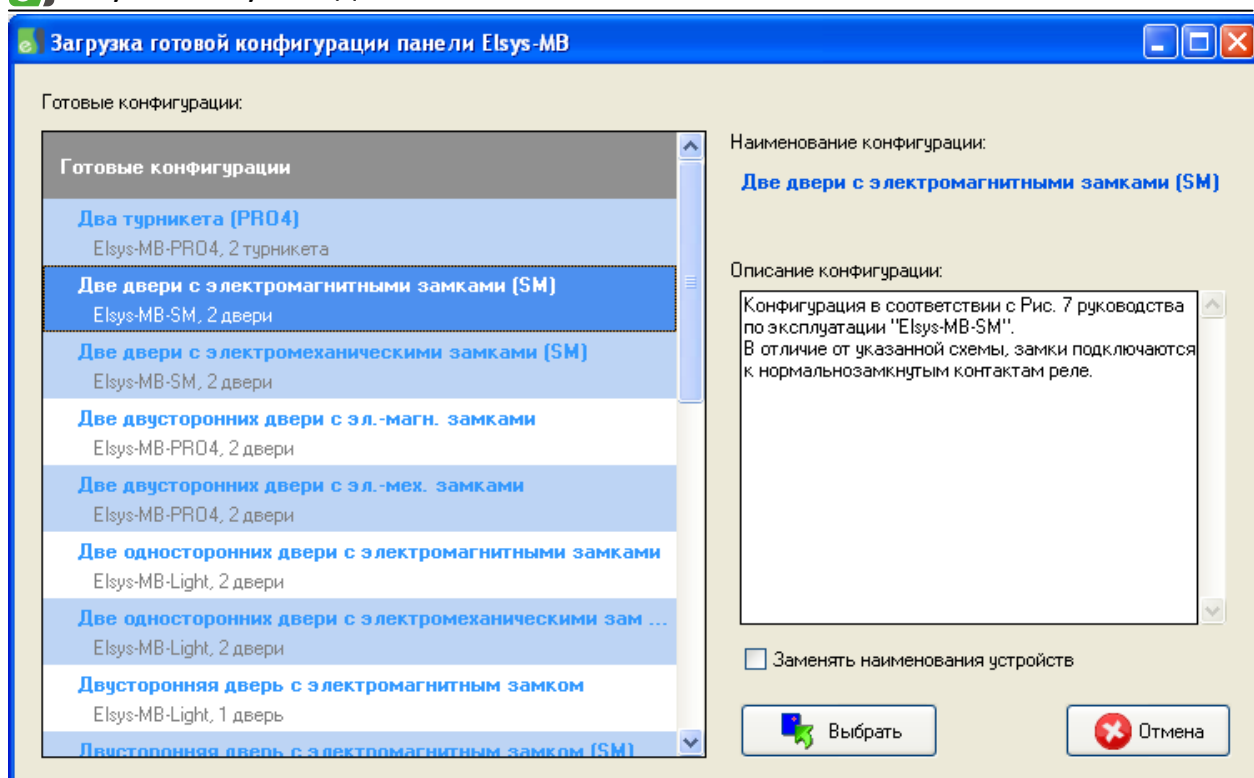 Загрузка готовой конфигурации панели Elsys-MB
Готовые конфигурации:
Готовые конфигурации
Два турникета (PRO4)
Elsys-MB-PRO4, 2 турникета
Две двери с электромагнитными замками (SM)
Elsys-MB-SM, 2 двери
Две двери с электромеханическими замками (SM)
Elsys-MB-SM, 2 двери
Две двусторонних двери с эл.-магн. замками
Elsys-MB-PRO4, 2 двери
Две двусторонних двери с эл.-мех. замками
Elsys-MB-PRO4, 2 двери
Две односторонних двери с электромагнитными замками
Elsys-MB-Light, 2 двери
Две односторонних двери с электромеханическими зам ...
Elsys-MB-Light, 2 двери
Двусторонняя дверь с электромагнитным замком
Elsys-MB-Light, 1 дверь
Двусторонняя дверь с электромагнитным замком (SM)
Наименование конфигурации:
Две двери с электромагнитными замками (SM)
Описание конфигурации:
Конфигурация в соответствии с Рис. 7 руководства
по эксплуатации "Elsys-MB-SM".
В отличие от указанной схемы, замки подключаются
к нормальнозамкнутым контактам реле.
Заменять наименования устройств
Выбрать
Отмена